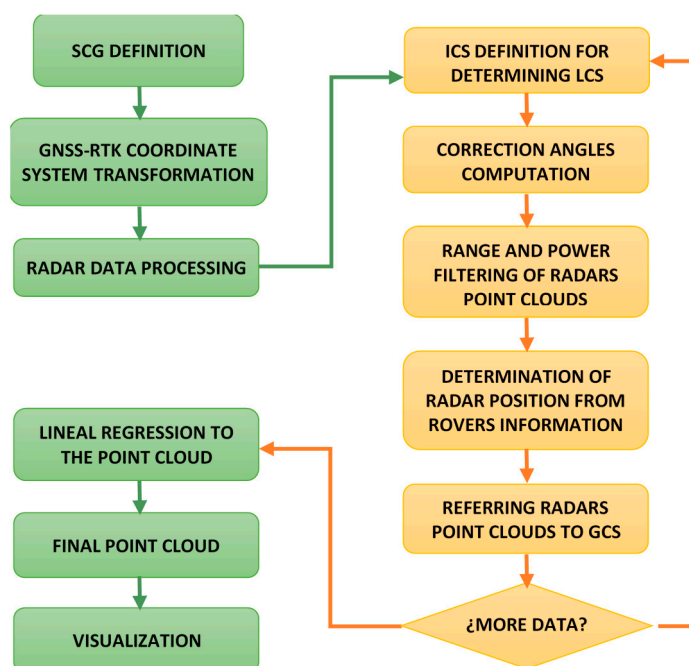 SCG DEFINITION
GNSS-RTK COORDINATE
SYSTEM TRANSFORMATION
RADAR DATA PROCESSING
ICS DEFINITION FOR
DETERMINING LCS
CORRECTION ANGLES
COMPUTATION
RANGE AND POWER
FILTERING OF RADARS
POINT CLOUDS
DETERMINATION OF
RADAR POSITION FROM
ROVERS INFORMATION
REFERRING RADARS
POINT CLOUDS TO GCS
¿MORE DATA?
LINEAL REGRESSION TO
THE POINT CLOUD
FINAL POINT CLOUD
VISUALIZATION